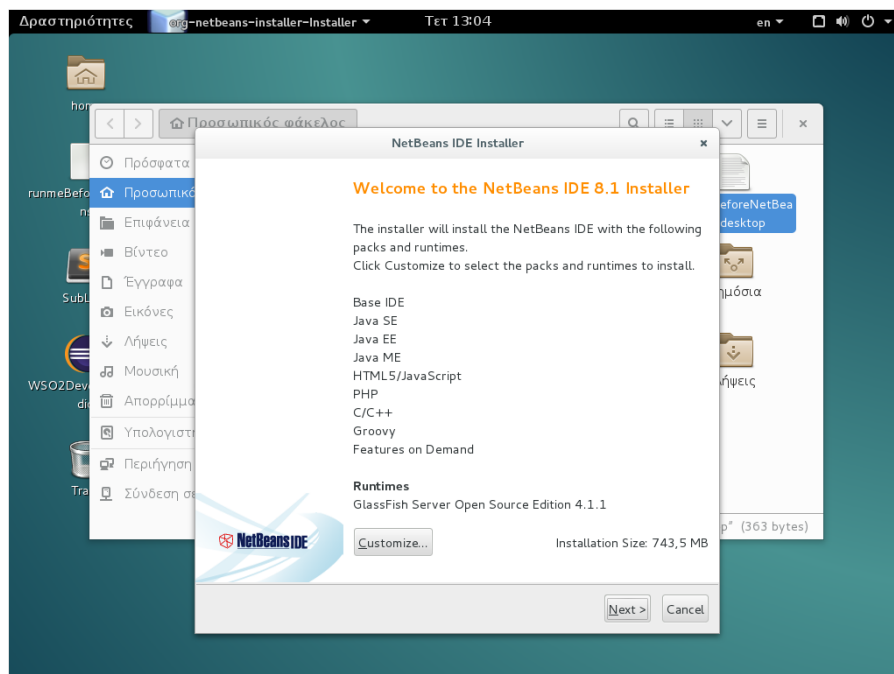 Δραστηριότητες
org-netbeans-installer-Installer
Τετ 13:04
en
Προσωπικός φάκελος
Πρόσφατα
Επιφάνεια
Βίντεο
Έγγραφα
Εικόνες
Λήψεις
Μουσική
Υπολογιστή
Περιήγηση
Σύνδεση
NetBeans IDE Installer
Welcome to the NetBeans IDE 8.1 Installer
The installer will install the NetBeans IDE with the following
packs and runtimes.
Click Customize to select the packs and runtimes to install.
Base IDE
Java SE
Java EE
Java ME
HTML5/JavaScript
PHP
C/C++
Groovy
Features on Demand
Runtimes
GlassFish Server Open Source Edition 4.1.1
NetBeans IDE
Customize...
Installation Size: 743,5 MB
Next >
Cancel
desktop
(363 bytes)